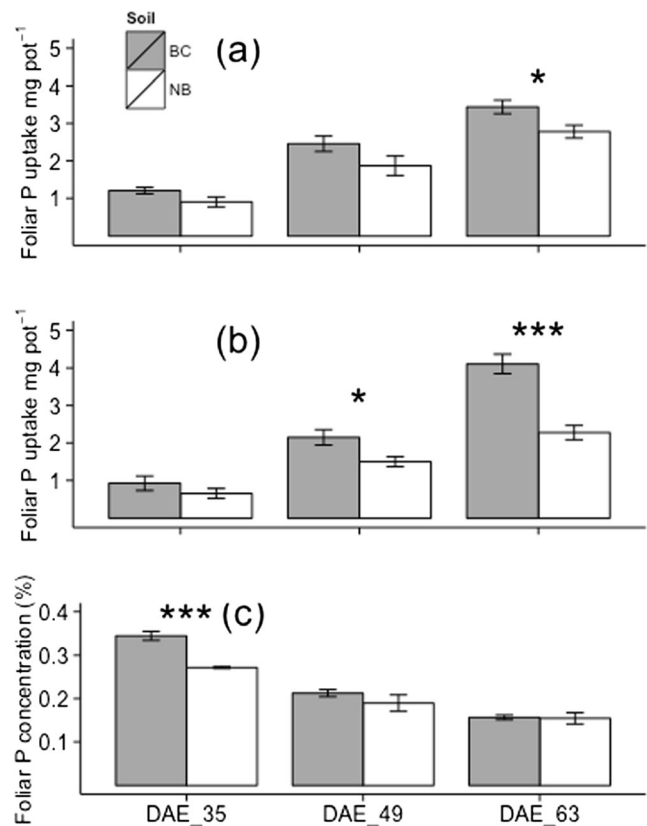 Soil
BC
NB
(a)
*
5
4
3
2
1
Foliar P uptake mg pot⁻¹
(b)
***
*
5
4
3
2
1
Foliar P uptake mg pot⁻¹
*** (c)
0.4
0.3
0.2
0.1
Foliar P concentration (%)
DAE_35 DAE_49 DAE_63